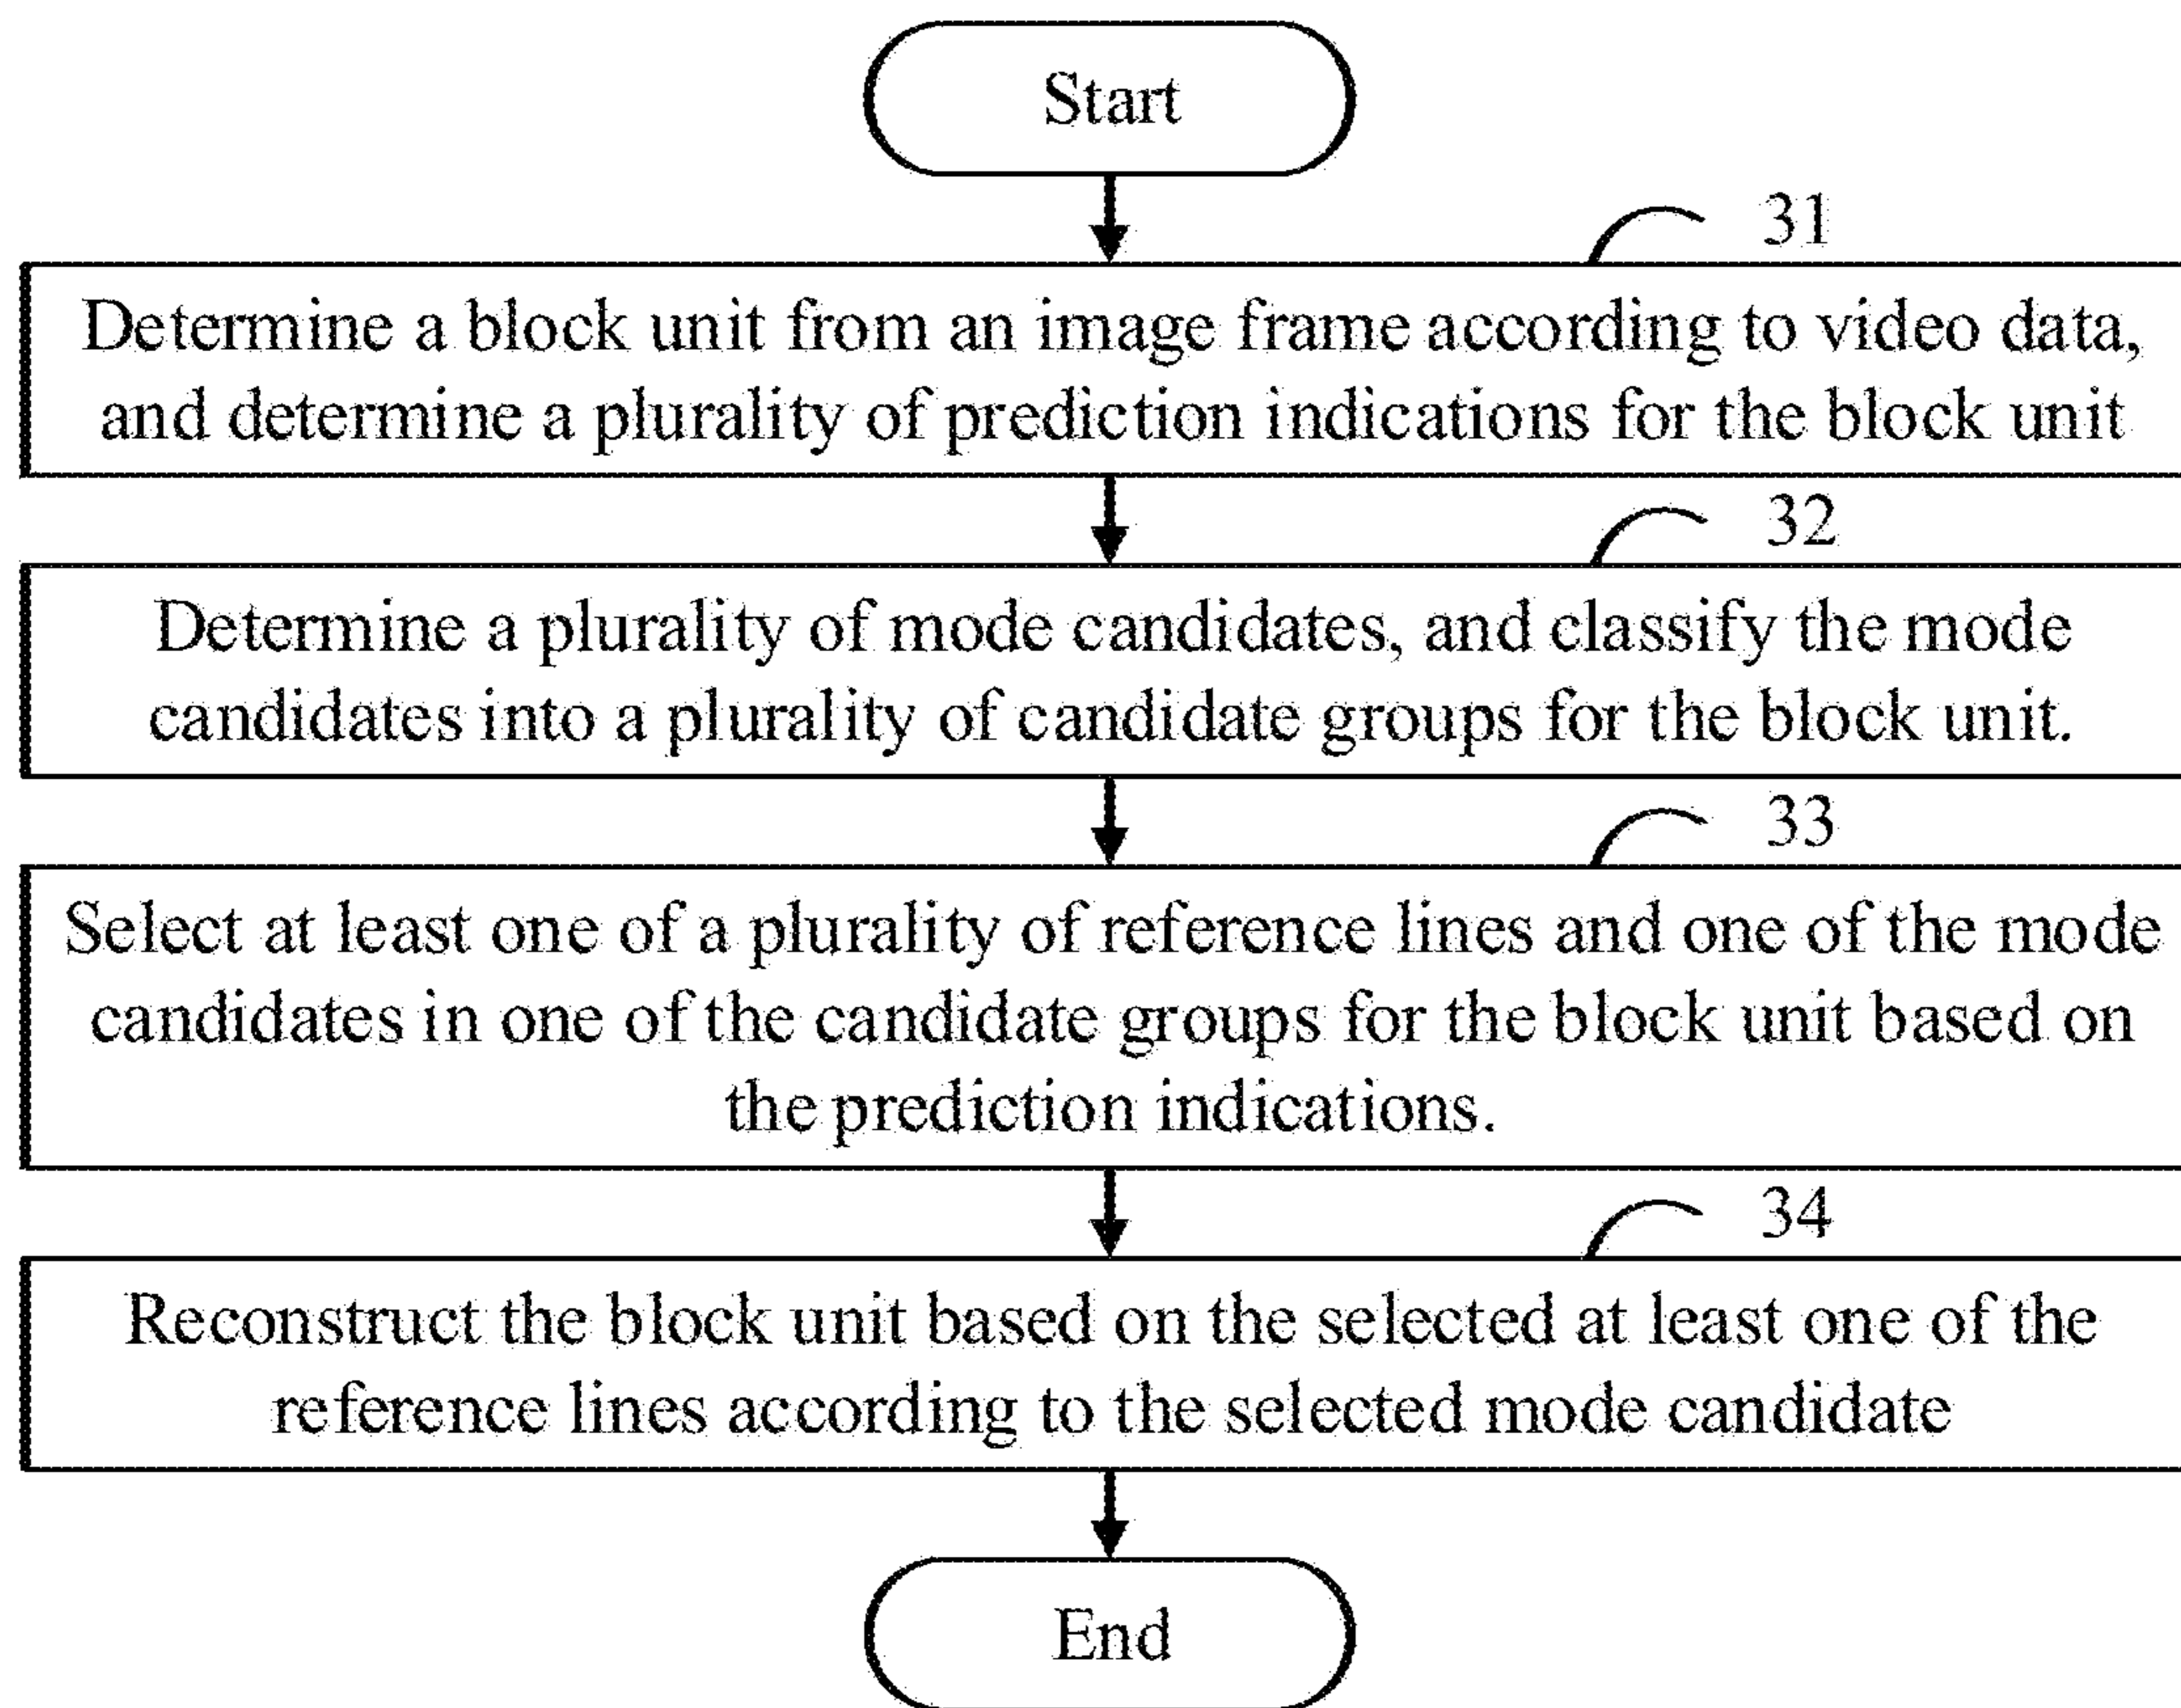 Start
31
Determine a block unit from an image frame according to video data,
and determine a plurality of prediction indications for the block unit
32
Determine a plurality of mode candidates, and classify the mode
candidates into a plurality of candidate groups for the block unit.
33
Select at least one of a plurality of reference lines and one of the mode
candidates in one of the candidate groups for the block unit based on
the prediction indications.
34
Reconstruct the block unit based on the selected at least one of the
reference lines according to the selected mode candidate
End